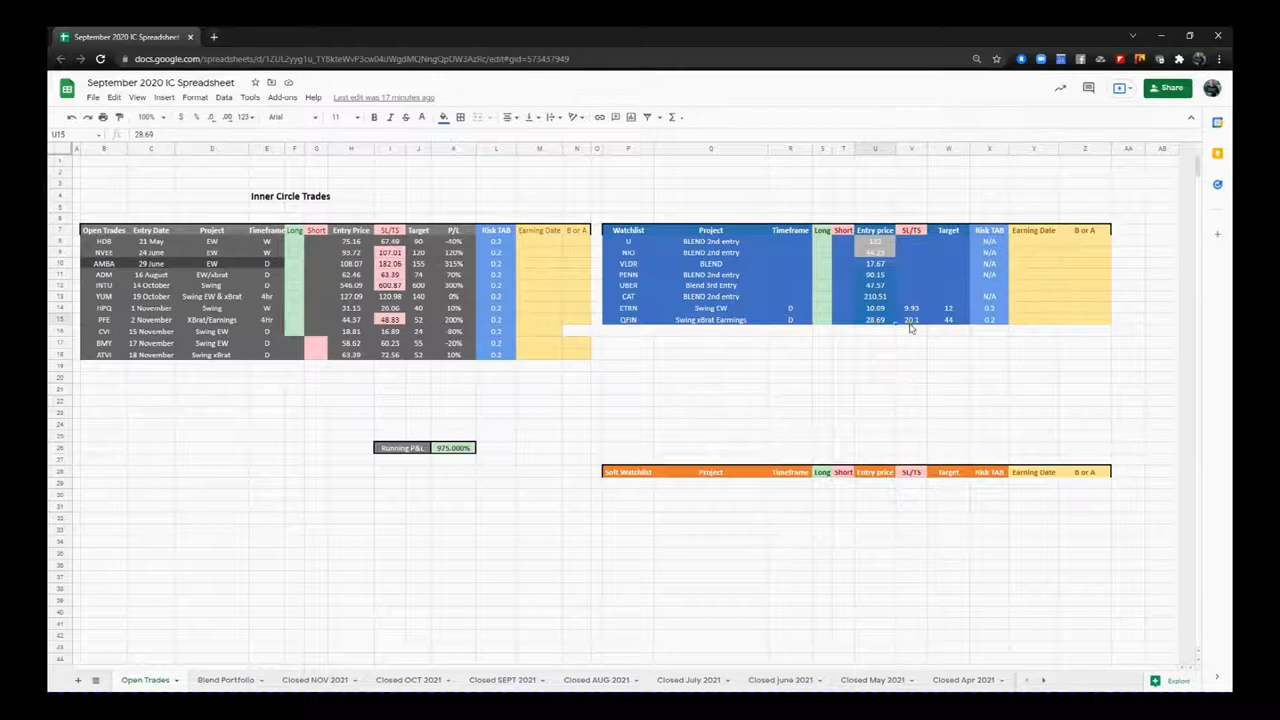 September 2020 IC Spreadsheet
docs.google.com/spreadsheets/d/
September 2020 IC Spreadsheet
File Edit View Insert Format Data Tools Add-ons Help Last edit was 17 minutes ago
Share
100% $ % .0 .00 123 Arial 11 B I S A
U15 28.69
A B C D E F G H I J K L M N O P Q R S T U V W X Y Z AA AB
Inner Circle Trades
Open Trades Entry Date Project Timeframe Long Short Entry Price SL/TS Target P/L Risk TAB Earning Date B or A
HDB 21 May EW W 75.16 67.49 90 -40% 0.2
NVEE 24 June EW W 93.72 107.01 120 120% 0.2
AMBA 29 June EW D 108.07 182.06 155 315% 0.2
ADM 16 August EW/xbrat D 62.46 63.39 74 70% 0.2
INTU 14 October Swing D 546.09 600.87 600 300% 0.2
YUM 19 October Swing EW & xBrat 4hr 127.09 120.98 140 0% 0.2
HPQ 1 November Swing W 31.15 26.06 40 10% 0.2
PFE 2 November XBrat/Earnings 4Hr 44.37 48.83 52 200% 0.2
CVI 15 November Swing EW D 18.81 16.89 24 -80% 0.2
BMY 17 November Swing EW D 58.62 60.23 55 -20% 0.2
ATVI 18 November Swing xBrat D 63.39 72.56 52 10% 0.2
Running P&L 975.000%
Watchlist Project Timeframe Long Short Entry price SL/TS Target Risk TAB Earning Date B or A
U BLEND 2nd entry 132 N/A
NIO BLEND 2nd entry 44.23 N/A
VLDR BLEND 17.67 N/A
PENN BLEND 2nd entry 90.15 N/A
UBER Blend 3rd Entry 47.57
CAT BLEND 2nd entry 210.51 N/A
ETRN Swing EW D 10.69 9.93 12 0.2
QFIN Swing xBrat Earnings D 28.69 20.1 44 0.2
Soft Watchlist Project Timeframe Long Short Entry price SL/TS Target Risk TAB Earning Date B or A
Open Trades Blend Portfolio Closed NOV 2021 Closed OCT 2021 Closed SEPT 2021 Closed AUG 2021 Closed July 2021 Closed june 2021 Closed May 2021 Closed Apr 2021
Explore